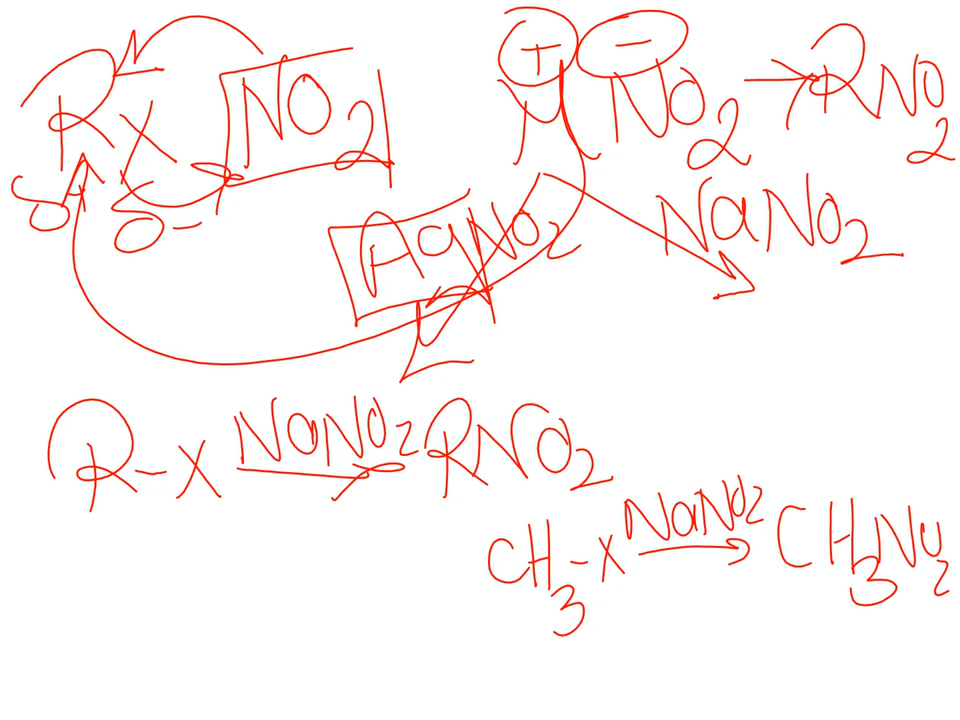 R X NO2 M + - NO2 → RNO2
δ+ δ- AgNO2 NaNO2
R-X NaNO2 → RNO2
CH3-X NaNO2 → CH3NO2